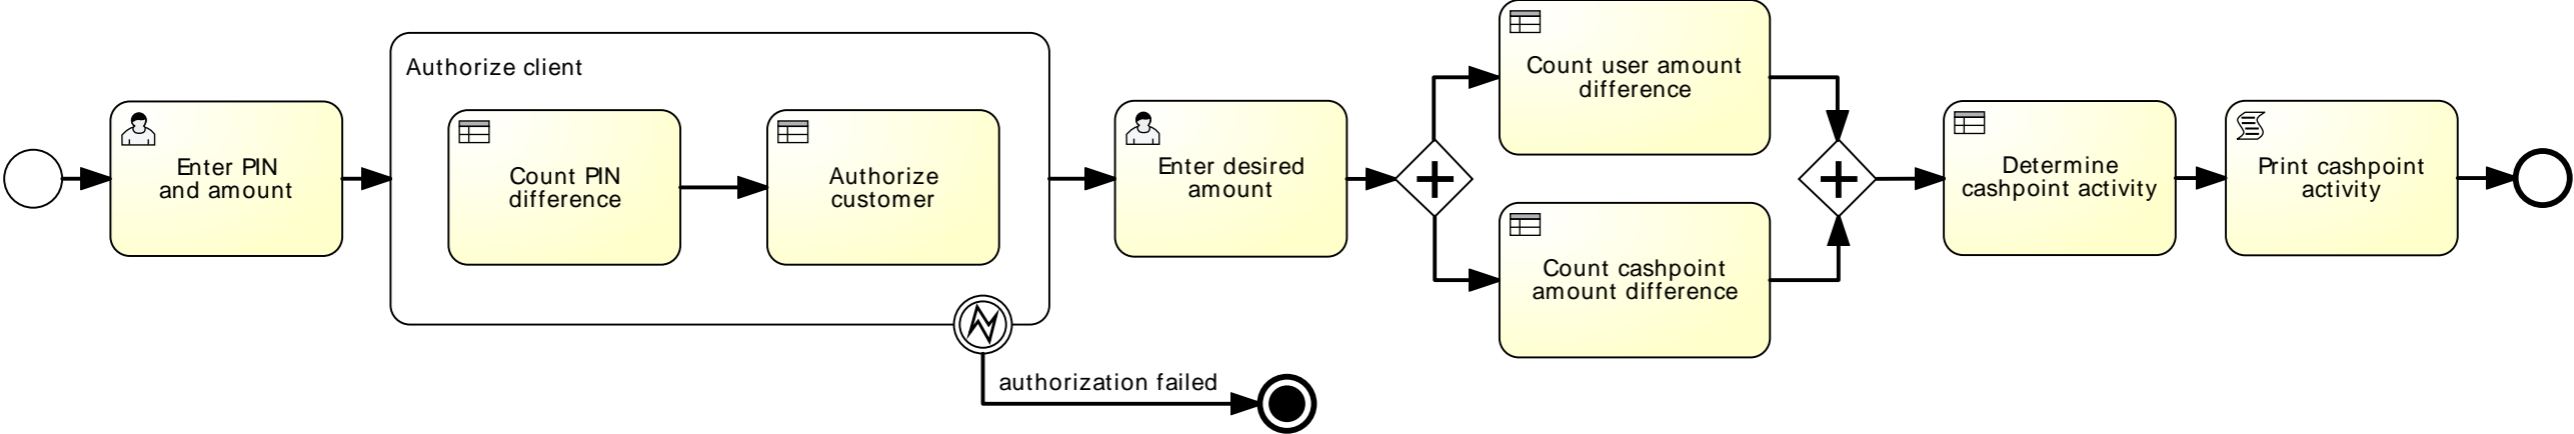 Authorize client
Enter PIN
and amount
Count PIN
difference
Authorize
customer
authorization failed
Enter desired
amount
Count user amount
difference
Count cashpoint
amount difference
Determine
cashpoint activity
Print cashpoint
activity